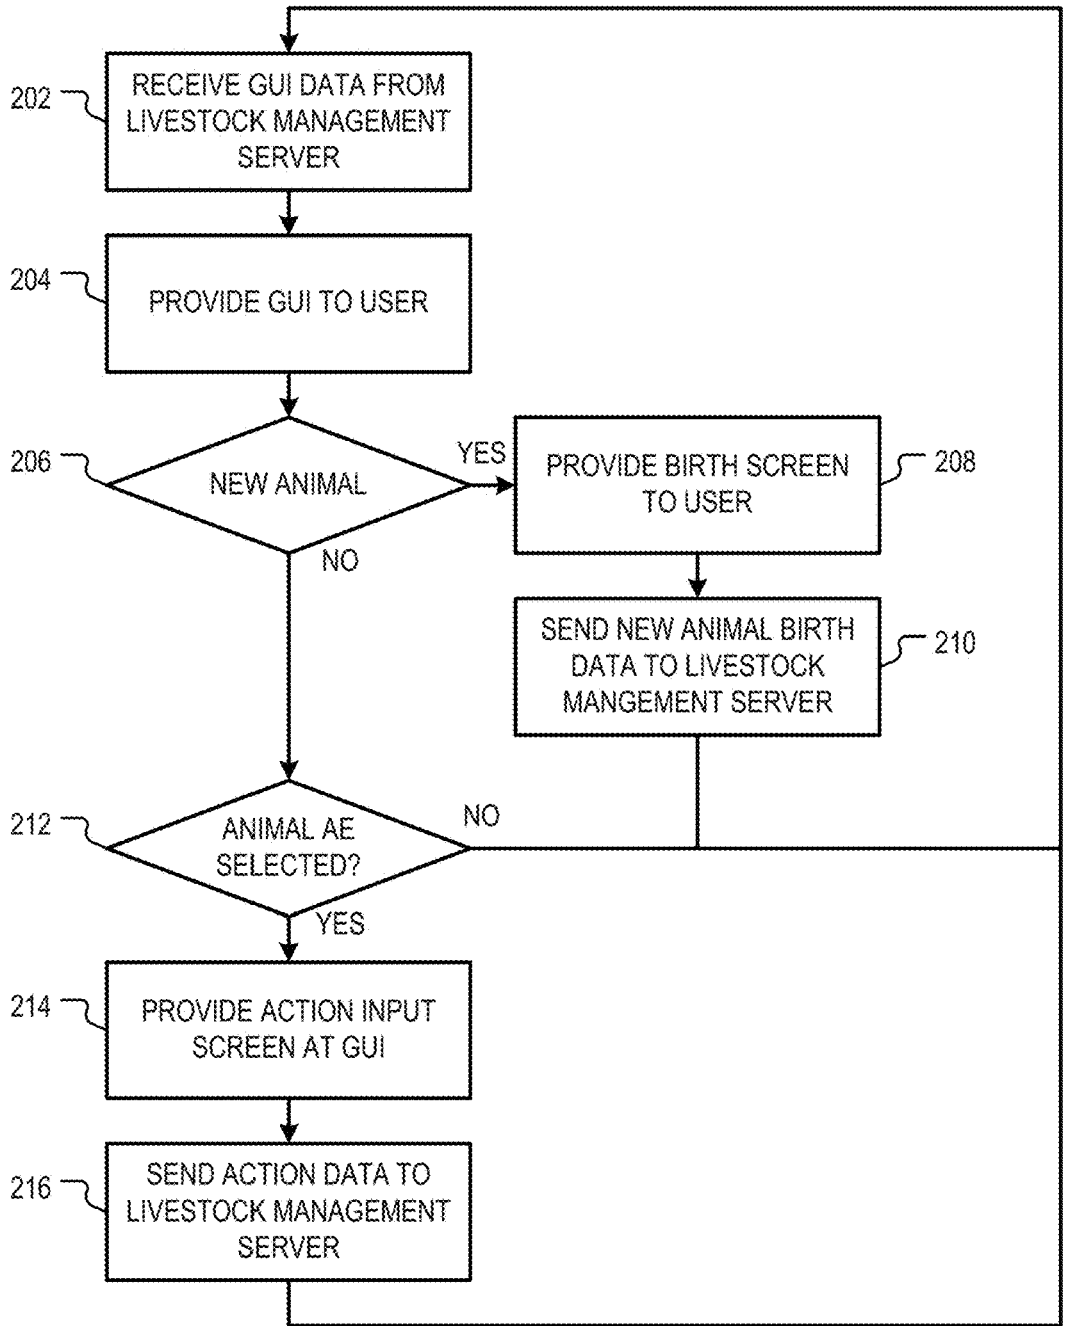 202
RECEIVE GUI DATA FROM
LIVESTOCK MANAGEMENT
SERVER
204
PROVIDE GUI TO USER
206
NEW ANIMAL
YES
NO
PROVIDE BIRTH SCREEN
TO USER
208
SEND NEW ANIMAL BIRTH
DATA TO LIVESTOCK
MANGEMENT SERVER
210
212
ANIMAL AE
SELECTED?
NO
YES
214
PROVIDE ACTION INPUT
SCREEN AT GUI
216
SEND ACTION DATA TO
LIVESTOCK MANAGEMENT
SERVER